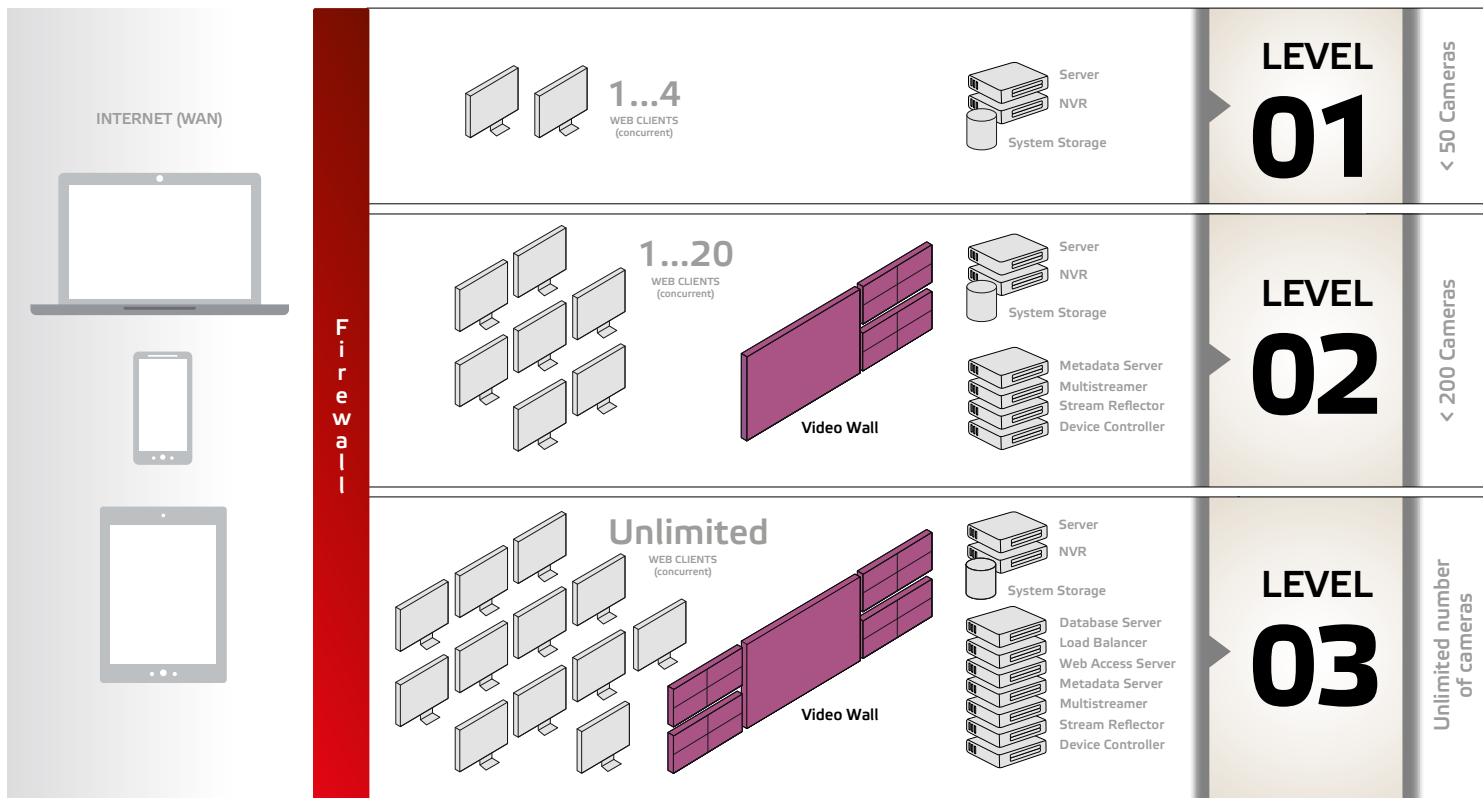 INTERNET (WAN)
Firewall
1...4
WEB CLIENTS
(concurrent)
Server
NVR
System Storage
LEVEL
01
< 50 Cameras
1...20
WEB CLIENTS
(concurrent)
Video Wall
Server
NVR
System Storage
Metadata Server
Multistreamer
Stream Reflector
Device Controller
LEVEL
02
< 200 Cameras
Unlimited
WEB CLIENTS
(concurrent)
Video Wall
Server
NVR
System Storage
Database Server
Load Balancer
Web Access Server
Metadata Server
Multistreamer
Stream Reflector
Device Controller
LEVEL
03
Unlimited number
of cameras